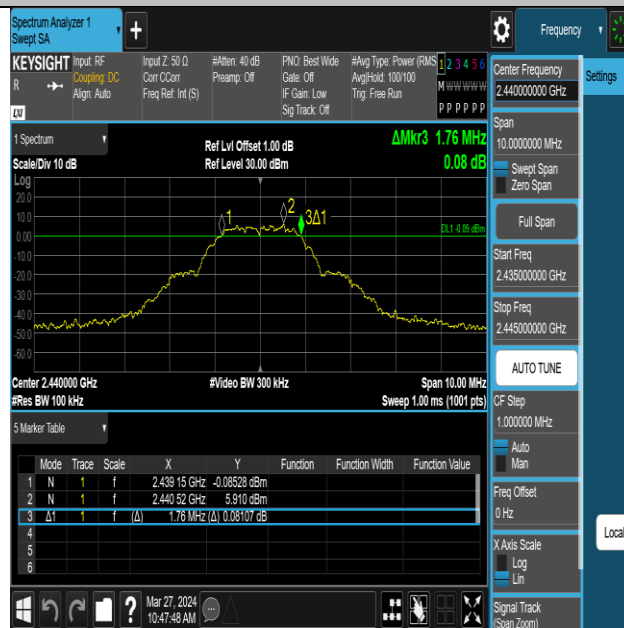 Spectrum Analyzer 1
Swept SA
Frequency
KEYSIGHT
R
LXI
Input: RF
Coupling: DC
Align: Auto
Input Z: 50 Ω
Corr CCorr
Freq Ref: Int (S)
#Atten: 40 dB
Preamp: Off
PNO: Best Wide
Gate: Off
IF Gain: Low
Sig Track: Off
#Avg Type: Power (RMS
Avg|Hold: 100/100
Trig: Free Run
1 2 3 4 5 6
M W W W W W
P P P P P P
1 Spectrum
Scale/Div 10 dB
Ref Lvl Offset 1.00 dB
Ref Level 30.00 dBm
ΔMkr3 1.76 MHz
0.08 dB
Log
20.0
10.0
0.00
-10.0
-20.0
-30.0
-40.0
-50.0
-60.0
1
2
3Δ1
DL1 -0.09 dBm
Center 2.44000 GHz
#Res BW 100 kHz
#Video BW 300 kHz
Span 10.00 MHz
Sweep 1.00 ms (1001 pts)
5 Marker Table
Mode Trace Scale X Y Function Function Width Function Value
1 N 1 f 2.439 15 GHz -0.08528 dBm
2 N 1 f 2.440 52 GHz 5.910 dBm
3 Δ1 1 f (Δ) 1.76 MHz (Δ) 0.08107 dB
4
5
6
Mar 27, 2024
10:47:48 AM
Center Frequency
2.440000000 GHz
Span
10.0000000 MHz
Swept Span
Zero Span
Full Span
Start Freq
2.435000000 GHz
Stop Freq
2.445000000 GHz
AUTO TUNE
CF Step
1.000000 MHz
Auto
Man
Freq Offset
0 Hz
X Axis Scale
Log
Lin
Signal Track
(Span Zoom)
Settings
Local